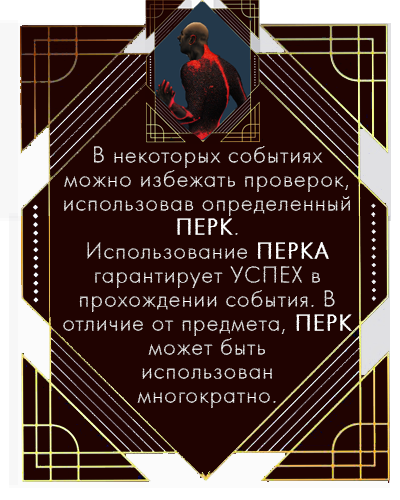 В некоторых событиях
можно избежать проверок,
использовав определенный
ПЕРК.
Использование ПЕРКА
гарантирует УСПЕХ в
прохождении события. В
отличие от предмета, ПЕРК
может быть
использован
многократно.